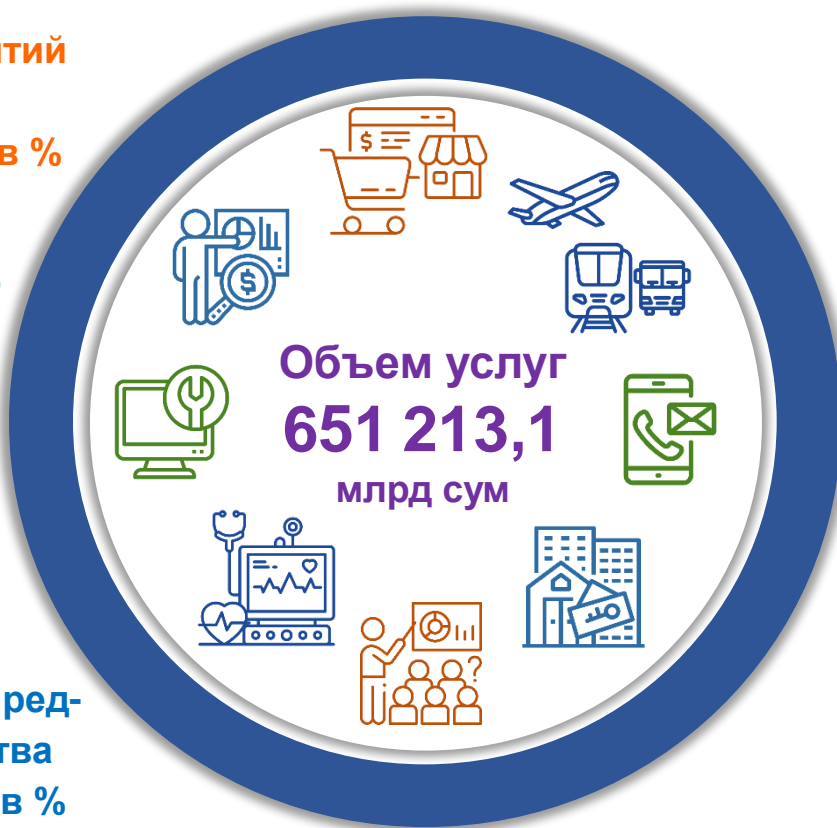 тий
в %
Объем услуг
651 213,1
млрд сум
ред-
тва
в %